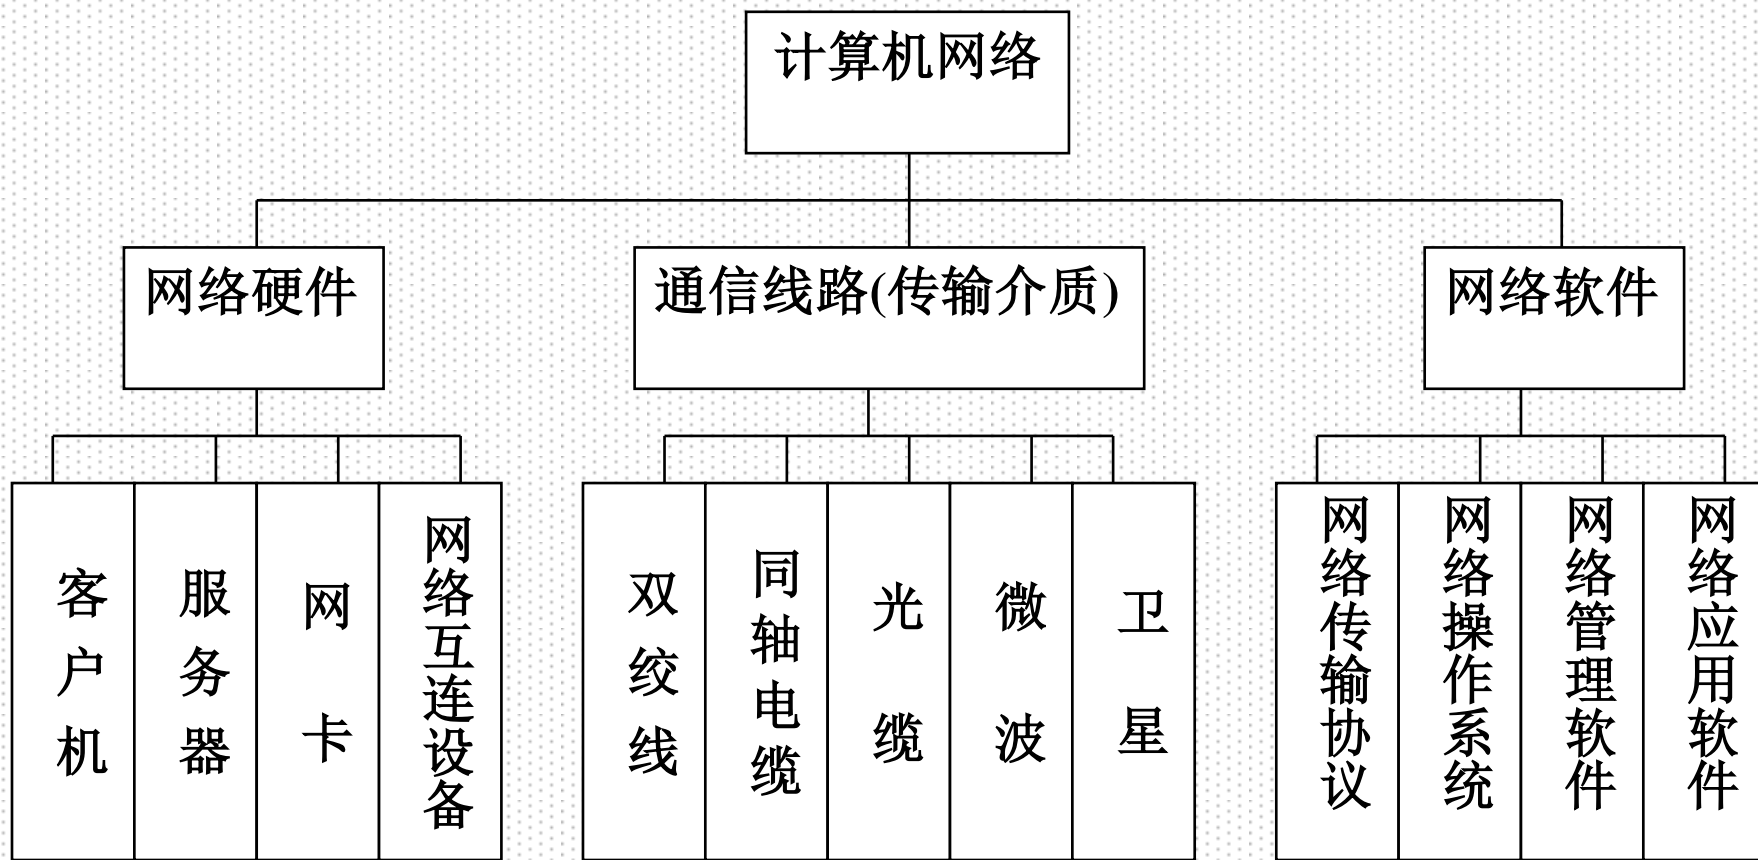 计算机网络
网络硬件
通信线路(传输介质)
网络软件
客户机
服务器
网卡
网络互连设备
双绞线
同轴电缆
光缆
微波
卫星
网络传输协议
网络操作系统
网络管理软件
网络应用软件